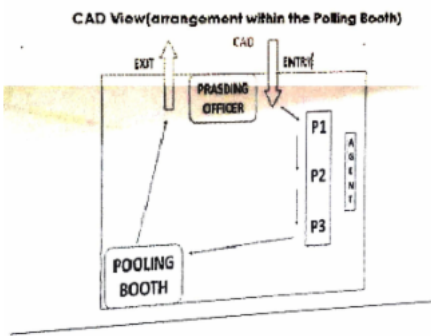 CAD View(arrangement within the Polling Booth)
CAD
EXIT
ENTRY
PRASDING
OFFICER
P1
P2
P3
AGENT
POOLING
BOOTH